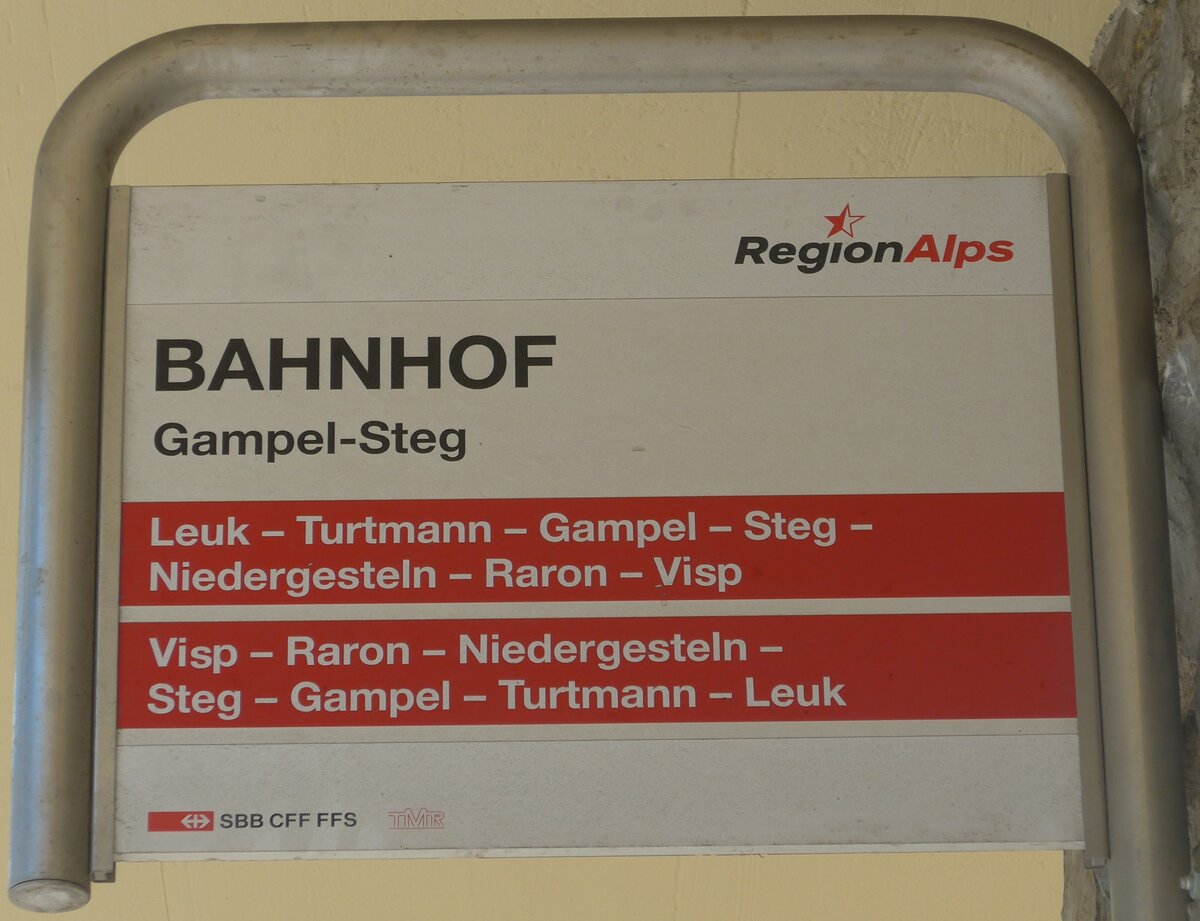 RegionAlps
BAHNHOF
Gampel-Steg
Leuk – Turtmann – Gampel – Steg –
Niedergesteln – Raron – Visp
Visp – Raron – Niedergesteln –
Steg – Gampel – Turtmann – Leuk
SBB CFF FFS TMR